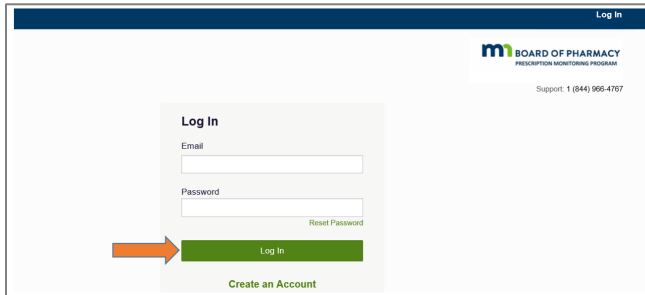 Log In
mn BOARD OF PHARMACY
PRESCRIPTION MONITORING PROGRAM
Support: 1 (844) 966-4767
Log In
Email
Password
Reset Password
Log In
Create an Account